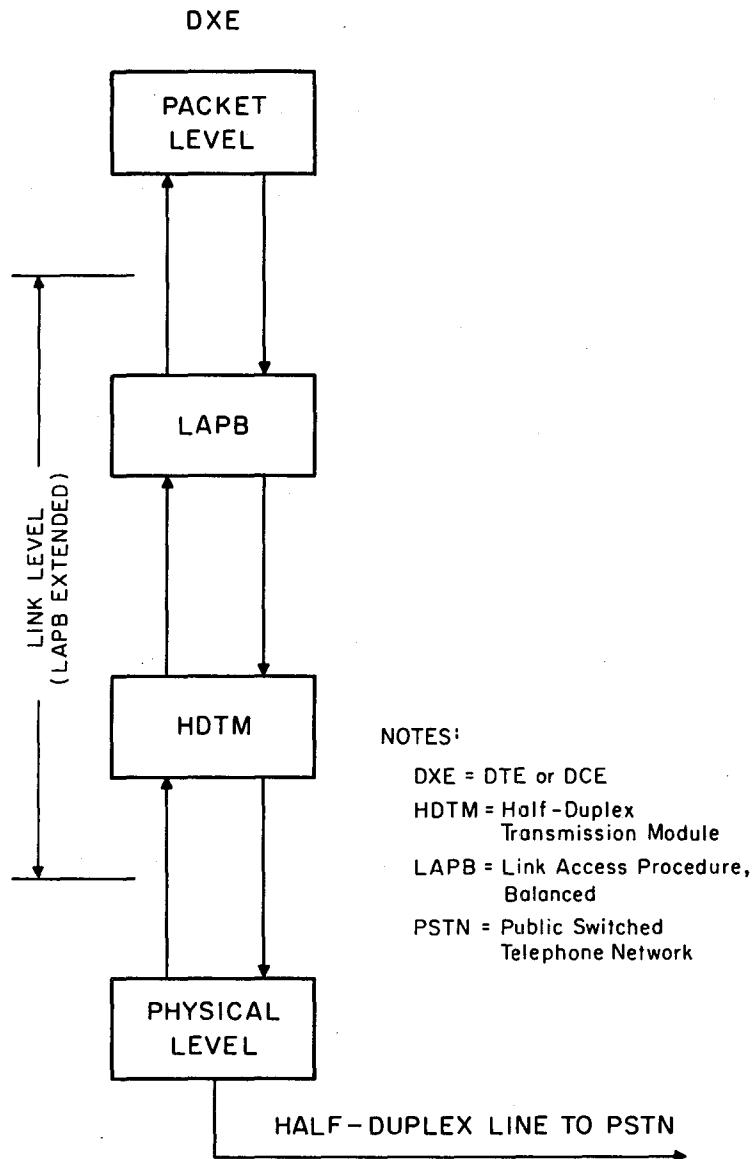 DXE
PACKET
LEVEL
LINK LEVEL
(LAPB EXTENDED)
LAPB
HDTM
NOTES:
DXE = DTE or DCE
HDTM = Half-Duplex
Transmission Module
LAPB = Link Access Procedure,
Balanced
PSTN = Public Switched
Telephone Network
PHYSICAL
LEVEL
HALF-DUPLEX LINE TO PSTN